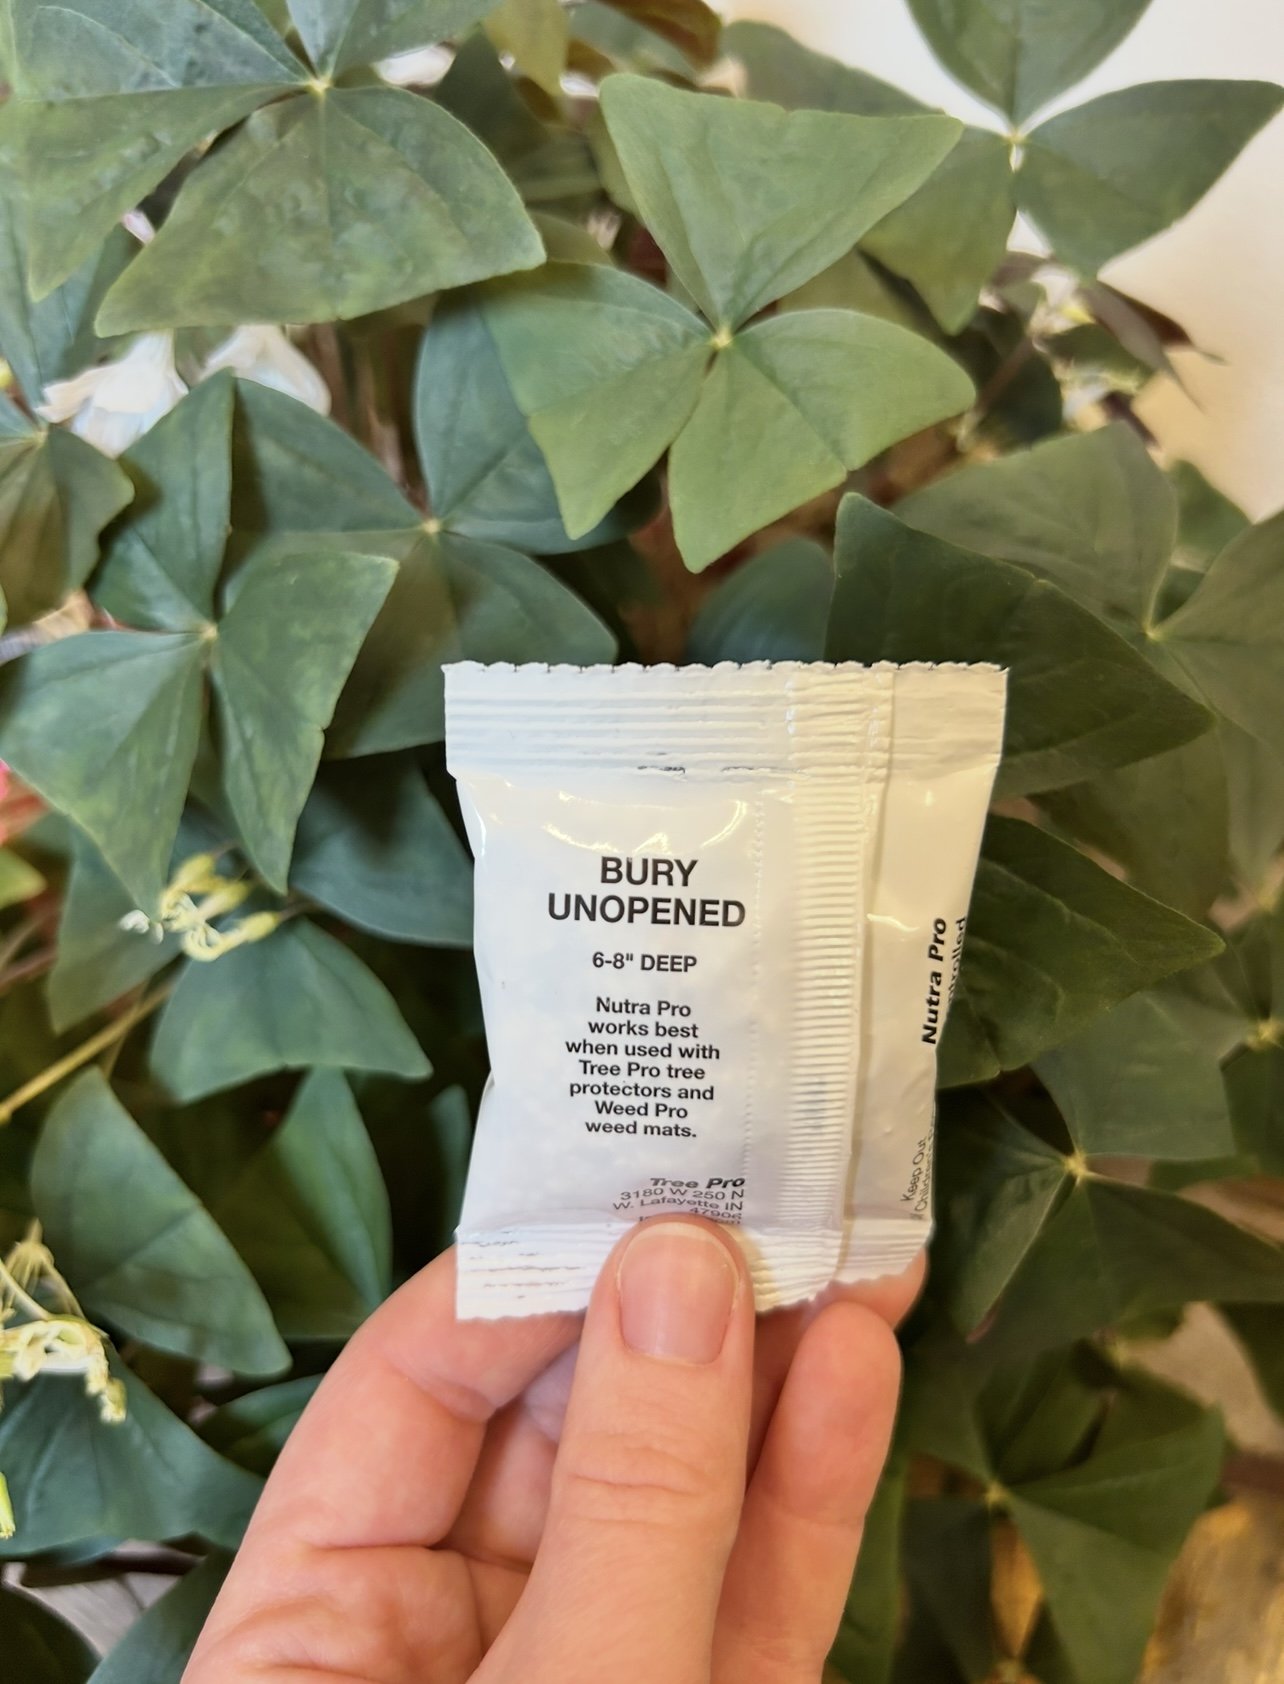 BURY
UNOPENED
6-8" DEEP
Nutra Pro
works best
when used with
Tree Pro tree
protectors and
Weed Pro
weed mats.
Tree Pro
3180 W 250 N
W. Lafayette IN
47906
Nutra Pro
Keep Out